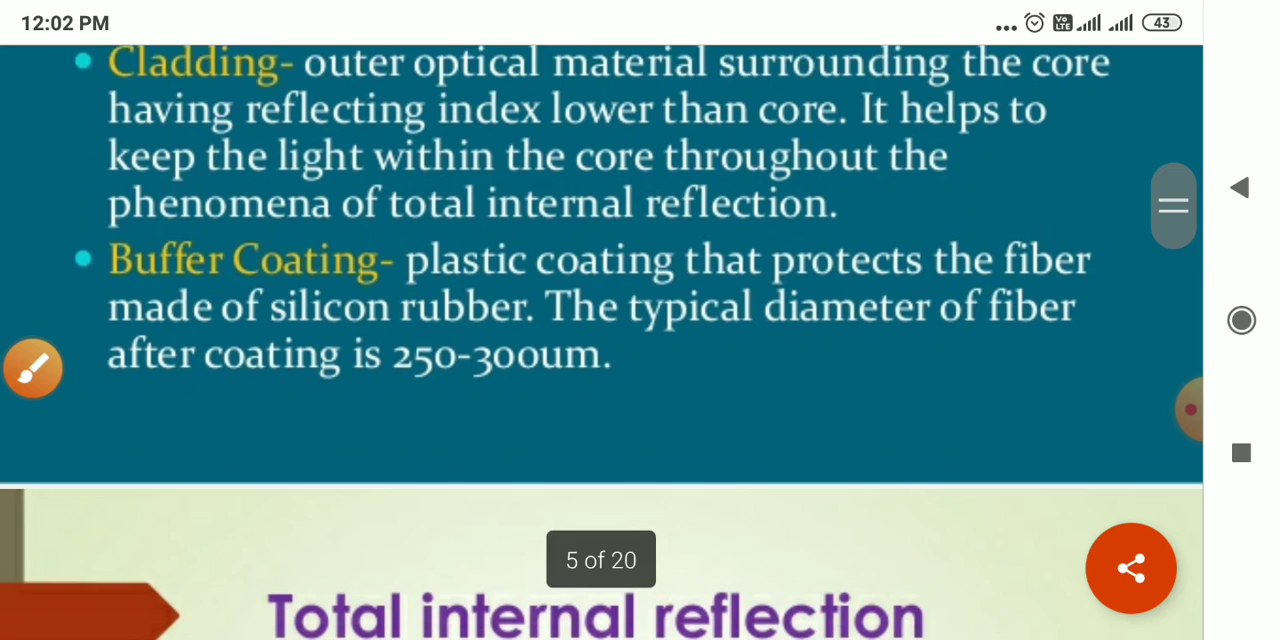 12:02 PM
Vo LTE
43
Cladding- outer optical material surrounding the core
having reflecting index lower than core. It helps to
keep the light within the core throughout the
phenomena of total internal reflection.
Buffer Coating- plastic coating that protects the fiber
made of silicon rubber. The typical diameter of fiber
after coating is 250-300um.
5 of 20
Total internal reflection